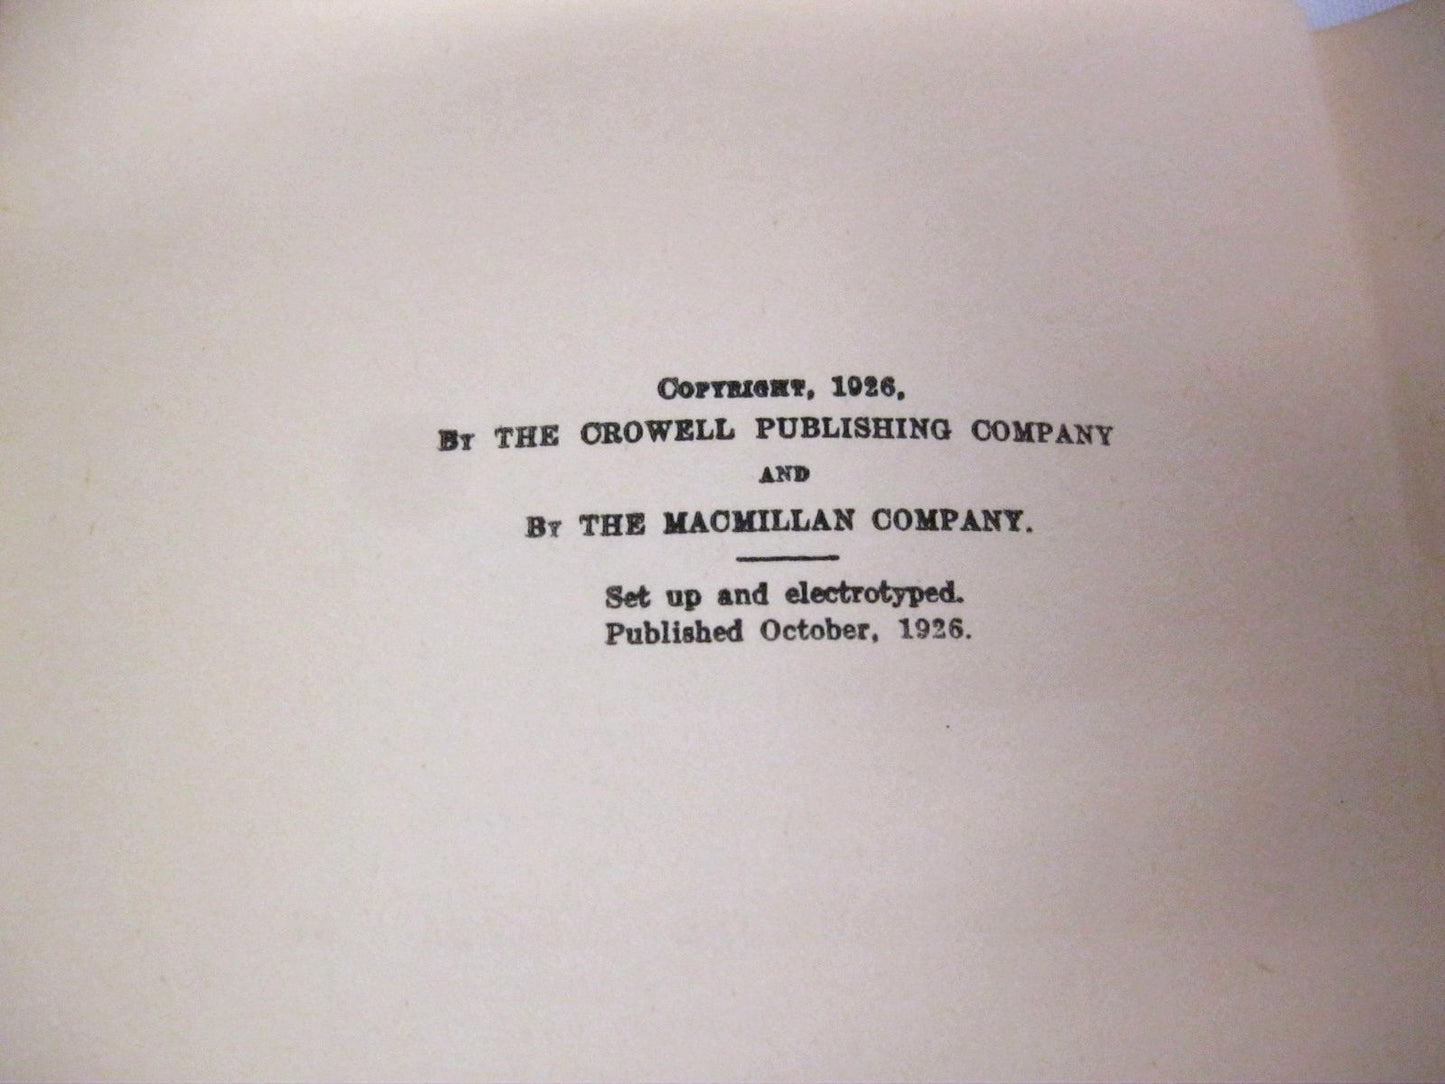 COPYRIGHT, 1926,
BY THE CROWELL PUBLISHING COMPANY
AND
BY THE MACMILLAN COMPANY.
Set up and electrotyped.
Published October, 1926.